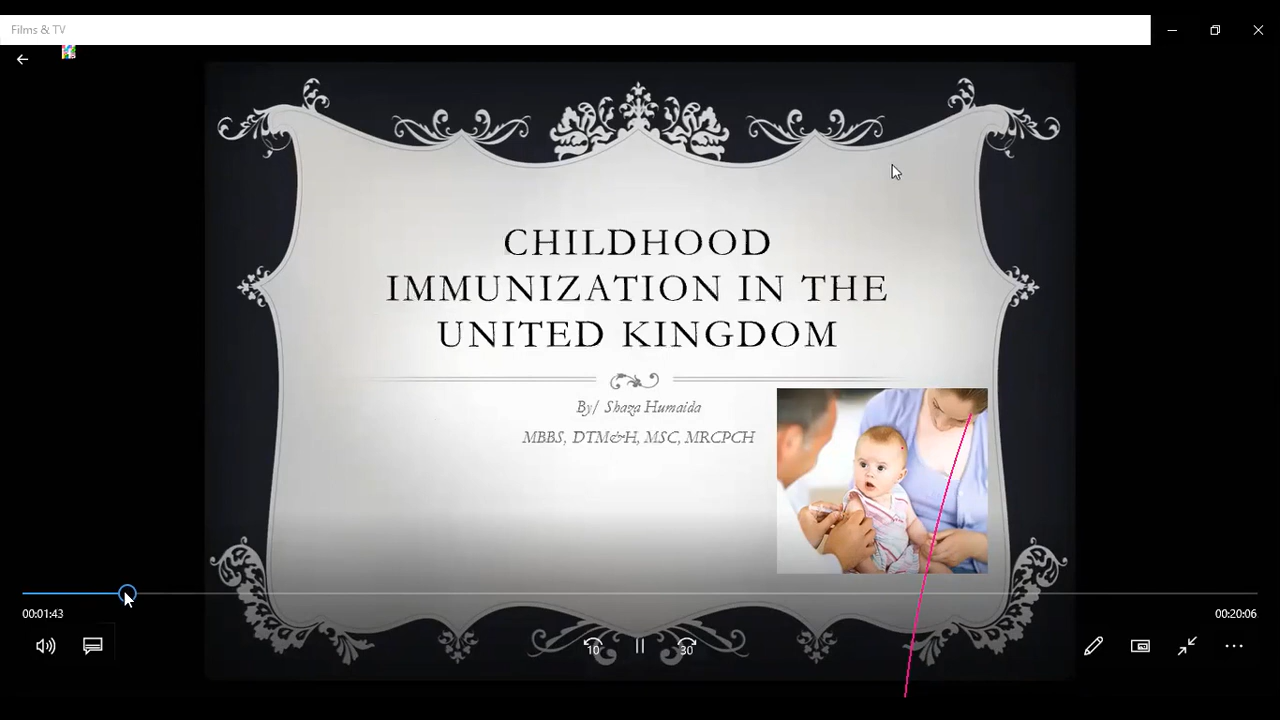 Films & TV
CHILDHOOD
IMMUNIZATION IN THE
UNITED KINGDOM
By/ Shaza Humaida
MBBS, DTM&H, MSC, MRCPCH
00:01:43
00:20:06
10
30